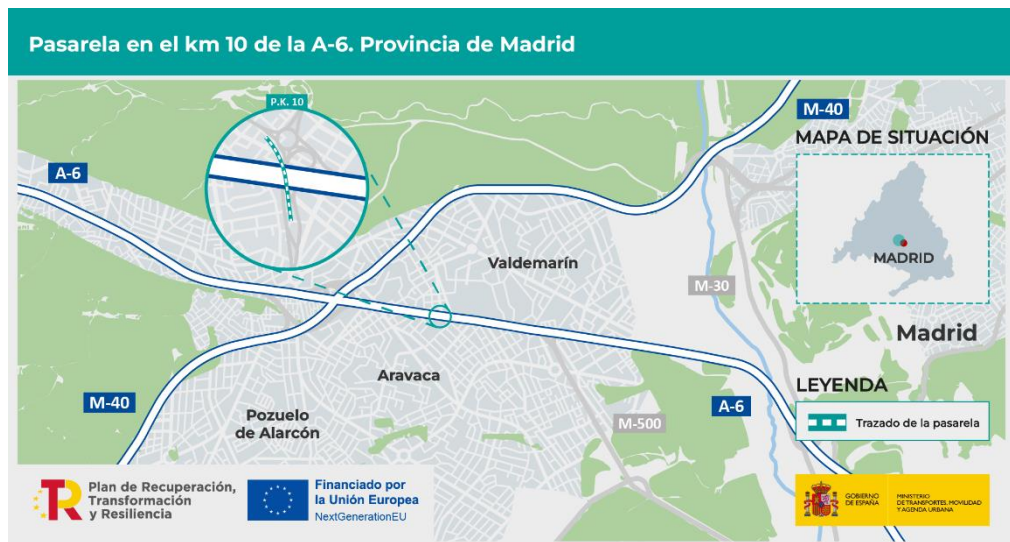 Pasarela en el km 10 de la A-6. Provincia de Madrid
P.K. 10
M-40
MAPA DE SITUACIÓN
A-6
MADRID
Valdemarín
M-30
Madrid
Aravaca
LEYENDA
M-40
A-6
Pozuelo
de Alarcón
M-500
Trazado de la pasarela
Plan de Recuperación,
Transformación
y Resiliencia
Financiado por
la Unión Europea
NextGenerationEU
GOBIERNO
DE ESPAÑA
MINISTERIO
DE TRANSPORTES, MOVILIDAD
Y AGENDA URBANA